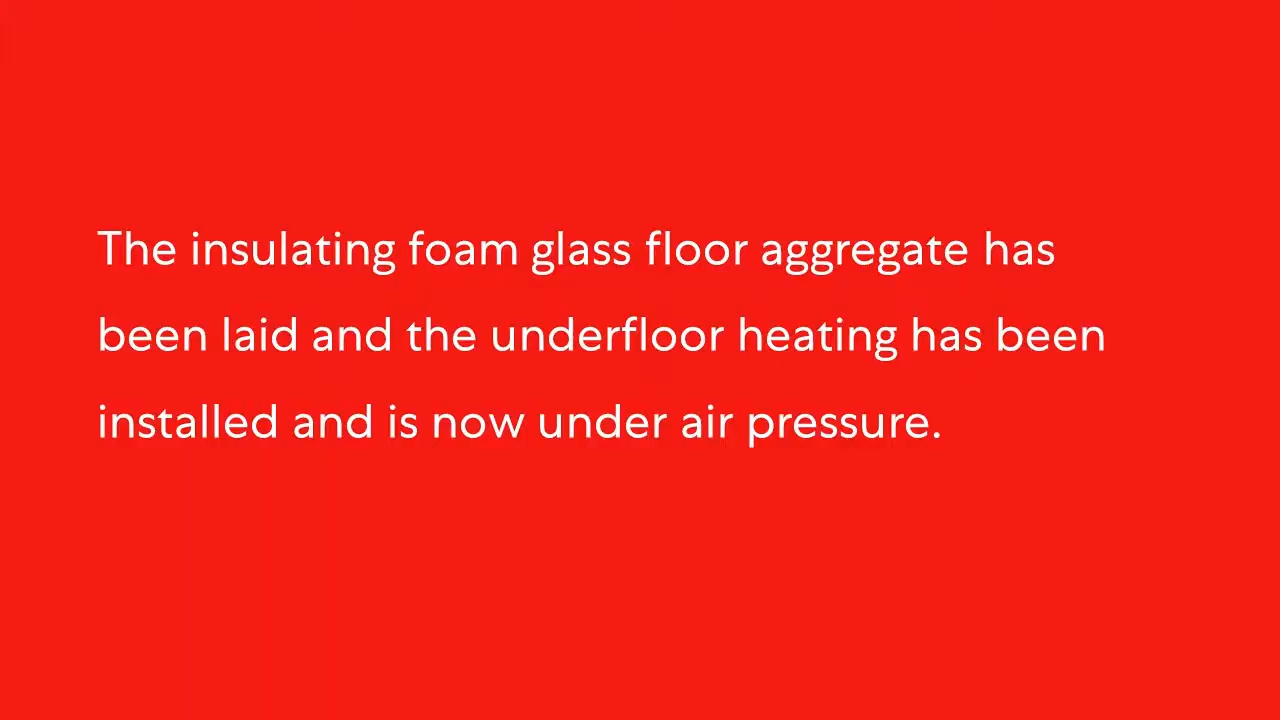 The insulating foam glass floor aggregate has
been laid and the underfloor heating has been
installed and is now under air pressure.